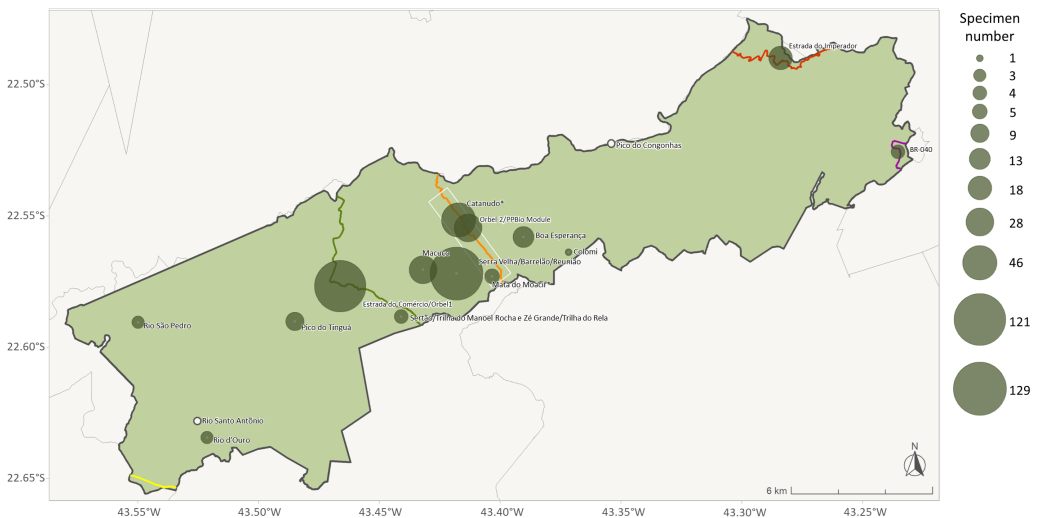 Specimen
number
1
3
4
5
9
13
18
28
46
121
129
22.50°S
22.55°S
22.60°S
22.65°S
Estrada do Imperador
BR-040
Pico do Congonhas
Catanudo*
Orbel 2/PPBio Module
Boa Esperança
Colomi
Macuco
Serra Velha/Barrelão/Reunião
Mata do Moacir
Estrada do Comércio/Orbel1
Sertão/Trilha do Manoel Rocha e Zé Grande/Trilha do Rela
Rio São Pedro
Pico do Tinguá
Rio Santo Antônio
Rio d'Ouro
N
6 km
43.55°W
43.50°W
43.45°W
43.40°W
43.35°W
43.30°W
43.25°W